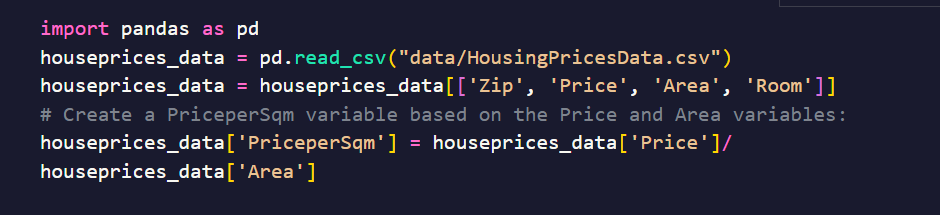 import pandas as pd
houseprices_data = pd.read_csv("data/HousingPricesData.csv")
houseprices_data = houseprices_data[['Zip', 'Price', 'Area', 'Room']]
# Create a PriceperSqm variable based on the Price and Area variables:
houseprices_data['PriceperSqm'] = houseprices_data['Price']/
houseprices_data['Area']